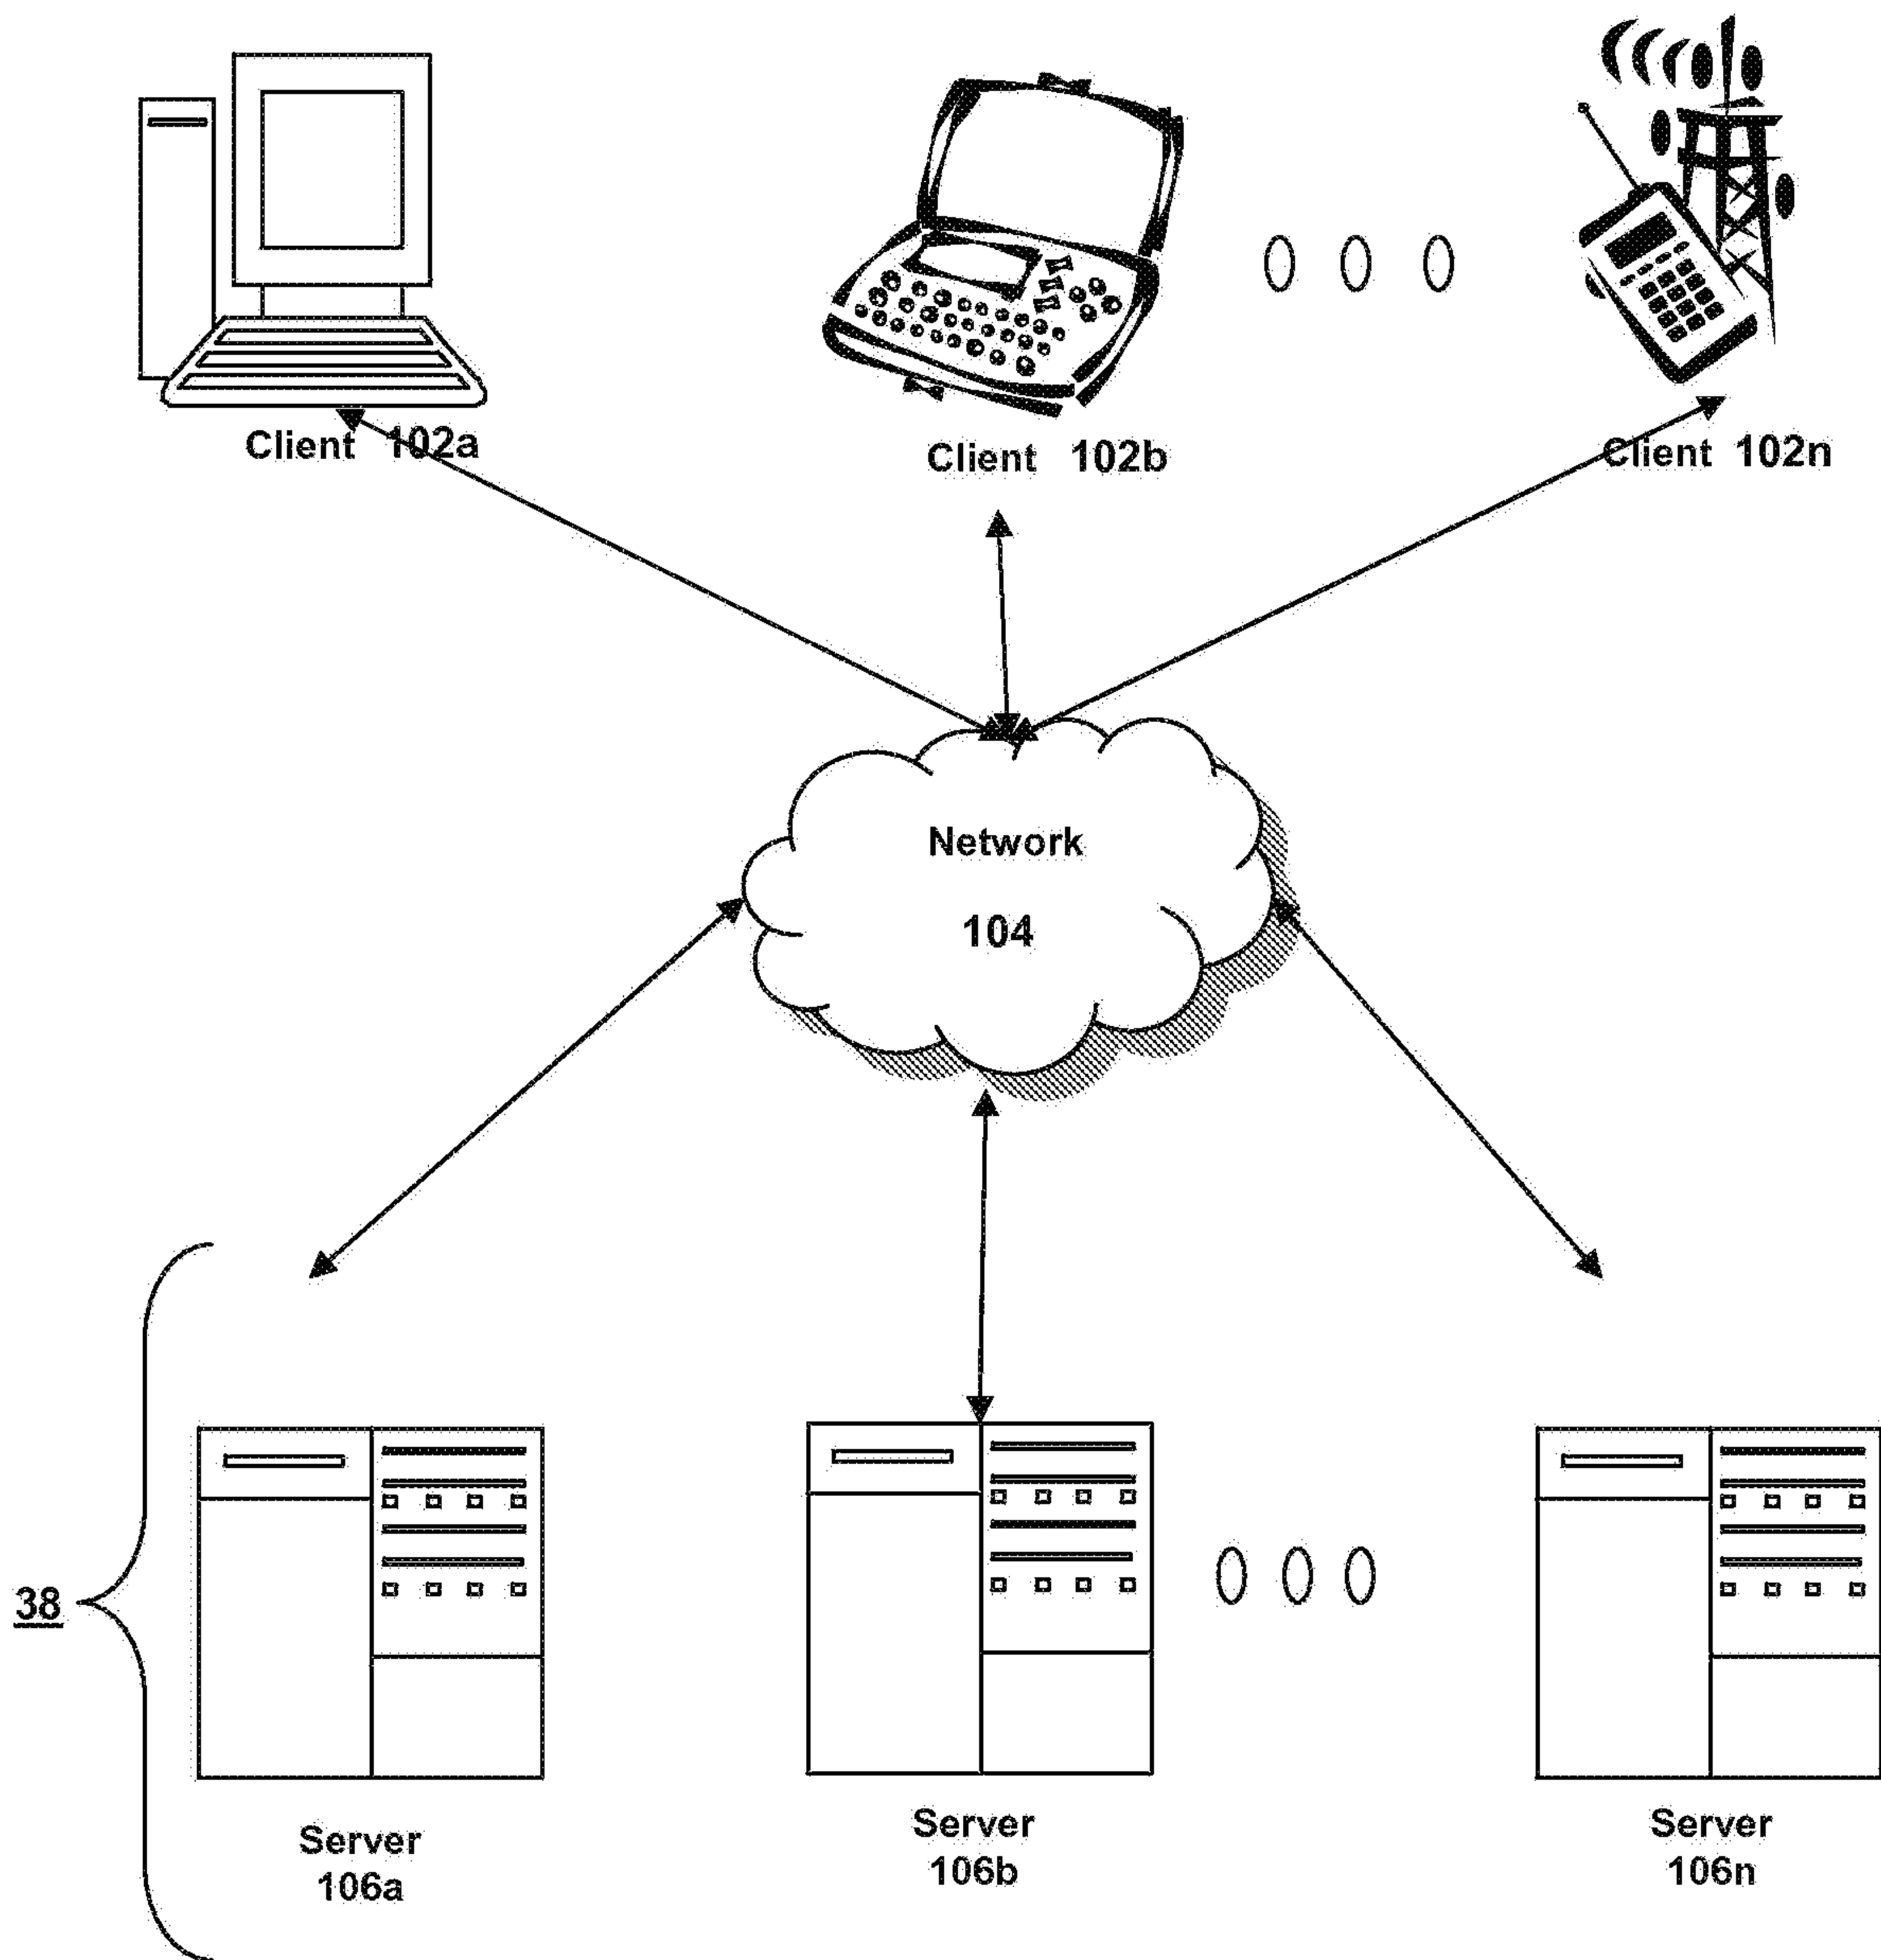 Client 102a
Client 102b
Client 102n
Network
104
38
Server
106a
Server
106b
Server
106n